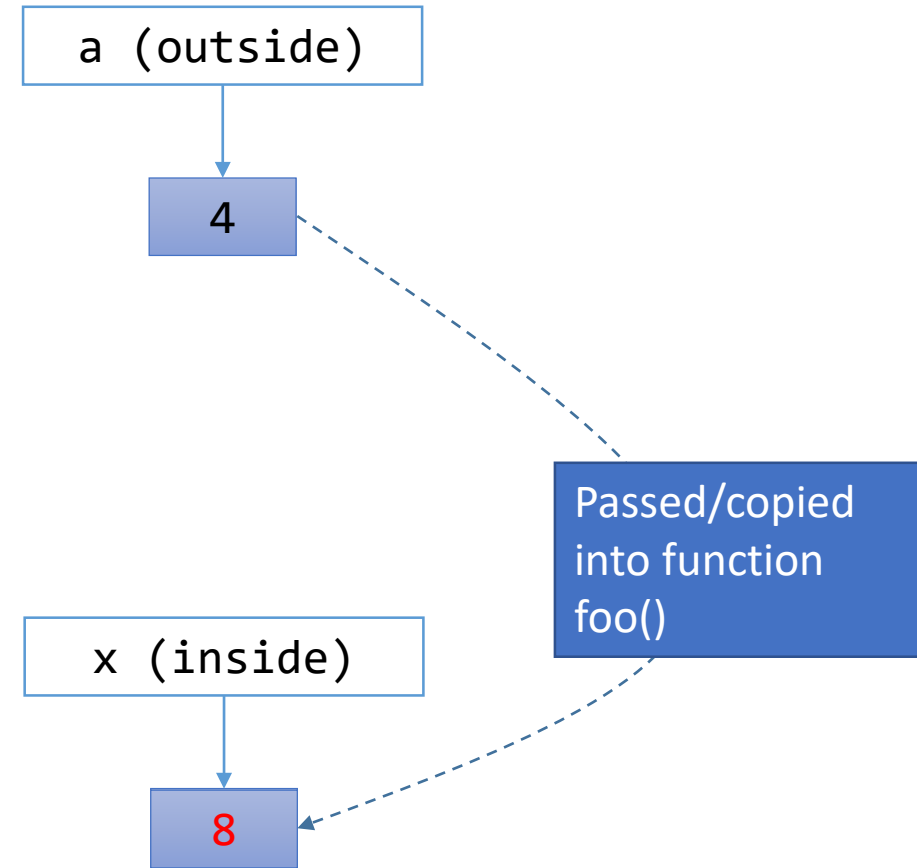 a (outside)
4
Passed/copied
into function
foo()
x (inside)
8